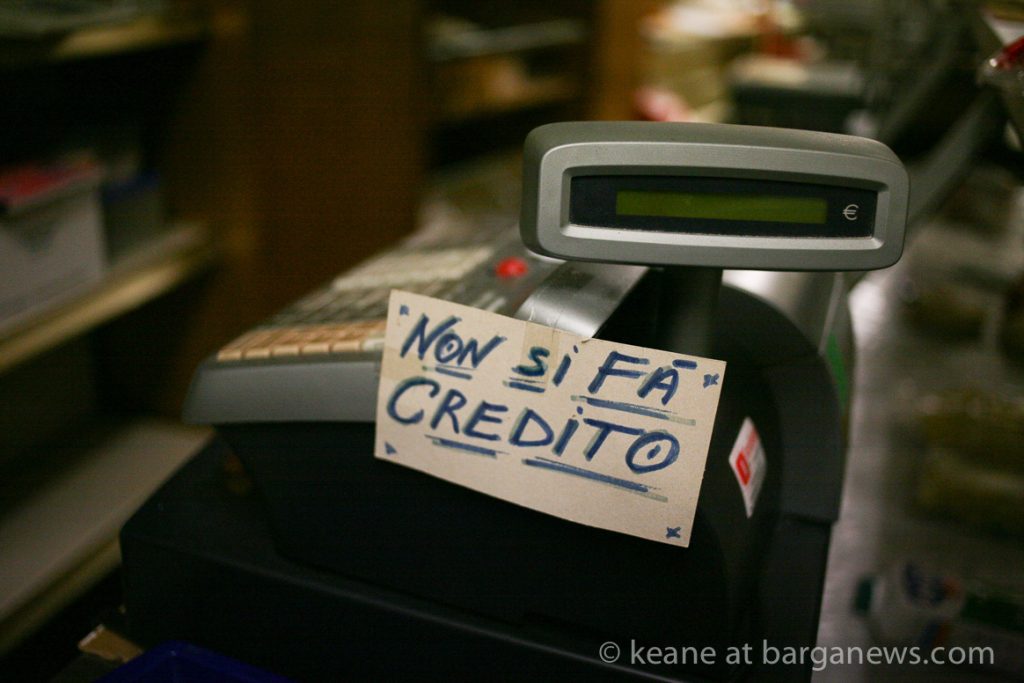 €
NON Si FÀ
CREDiTO
© keane at barganews.com